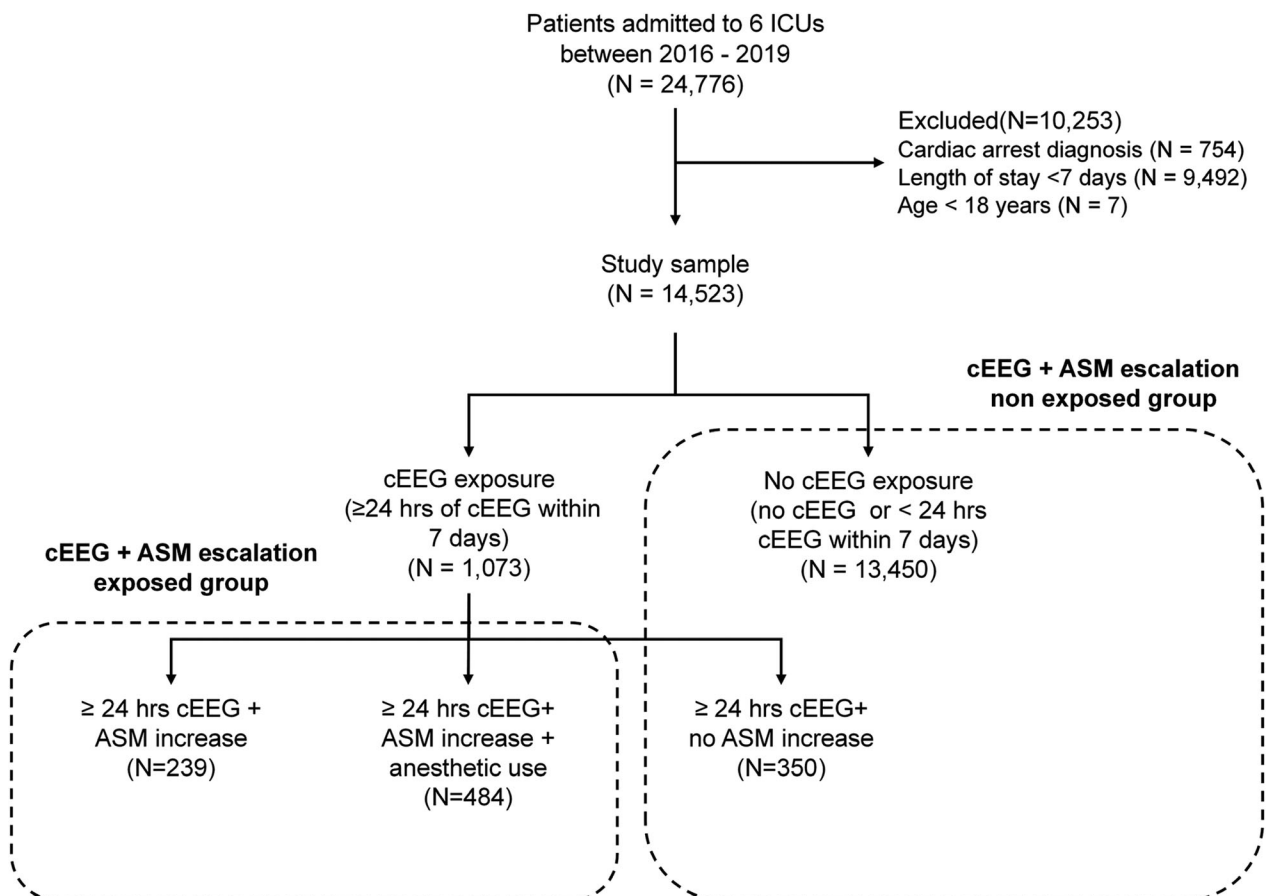 Patients admitted to 6 ICUs
between 2016 - 2019
(N = 24,776)
Excluded(N=10,253)
Cardiac arrest diagnosis (N = 754)
Length of stay <7 days (N = 9,492)
Age < 18 years (N = 7)
Study sample
(N = 14,523)
cEEG + ASM escalation
non exposed group
cEEG exposure
(≥24 hrs of cEEG within
7 days)
(N = 1,073)
No cEEG exposure
(no cEEG or < 24 hrs
cEEG within 7 days)
(N = 13,450)
cEEG + ASM escalation
exposed group
≥ 24 hrs cEEG +
ASM increase
(N=239)
≥ 24 hrs cEEG+
ASM increase +
anesthetic use
(N=484)
≥ 24 hrs cEEG+
no ASM increase
(N=350)